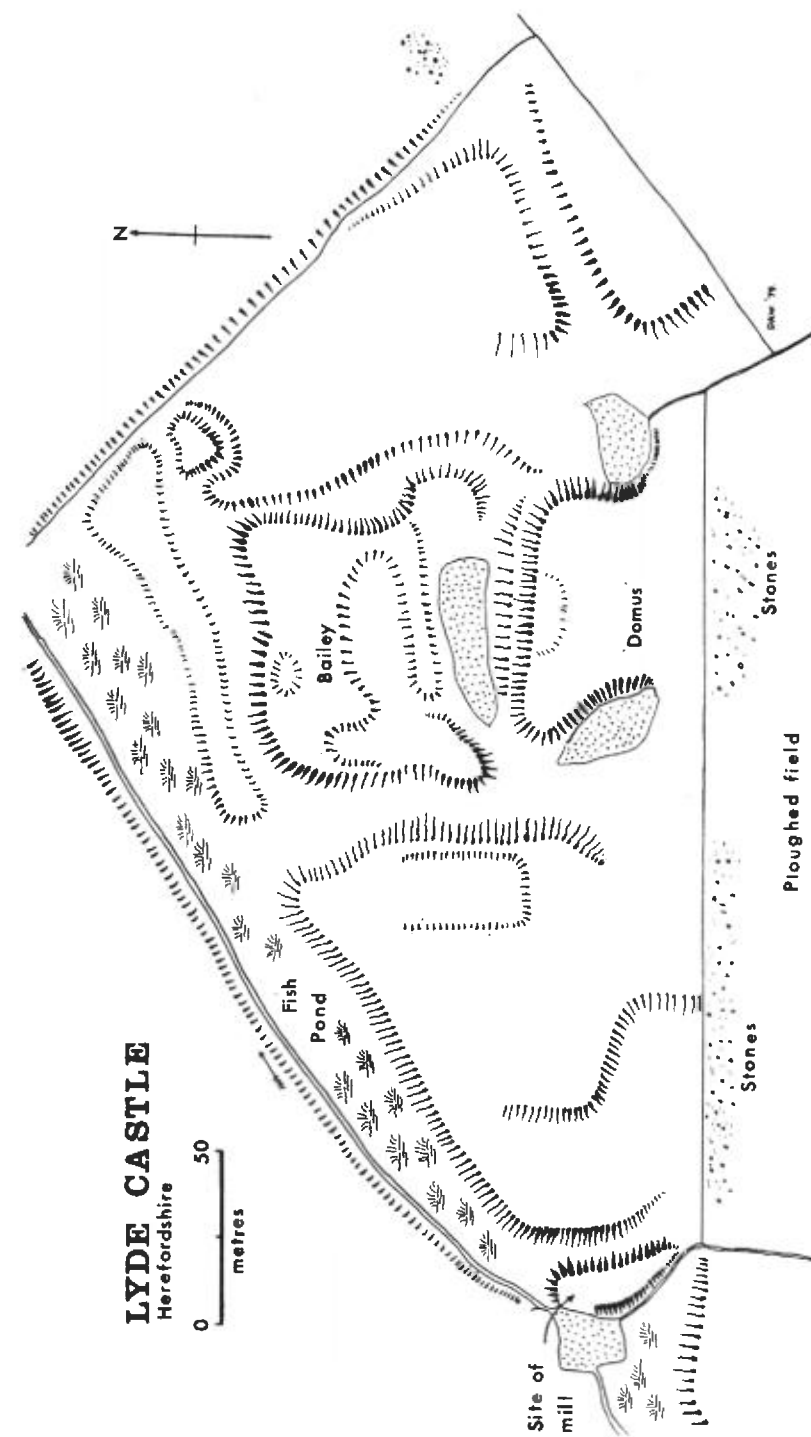 LYDE CASTLE
Herefordshire
0 50
metres
N
Fish
Pond
Bailey
Domus
Site of
mill
Stones
Stones
Ploughed field